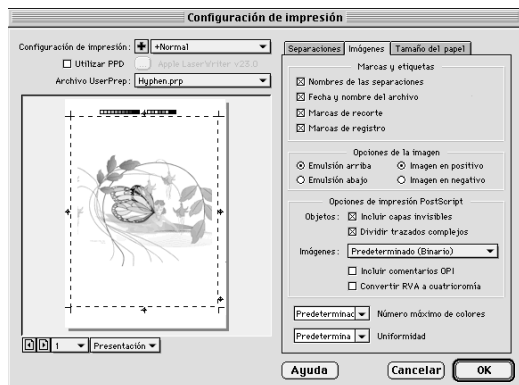 Configuración de impresión
Configuración de impresión: +Normal
Utilizar PPD ... Apple LaserWriter v23.0
Archivo UserPrep: Hyphen.prp
1 Presentación
Separaciones Imágenes Tamaño del papel
Marcas y etiquetas
Nombres de las separaciones
Fecha y nombre del archivo
Marcas de recorte
Marcas de registro
Opciones de la imagen
Emulsión arriba Imagen en positivo
Emulsión abajo Imagen en negativo
Opciones de impresión PostScript
Objetos: Incluir capas invisibles
Dividir trazados complejos
Imágenes: Predeterminado (Binario)
Incluir comentarios OPI
Convertir RVA a cuatricromía
Predeterminac Número máximo de colores
Predetermina Uniformidad
Ayuda Cancelar OK